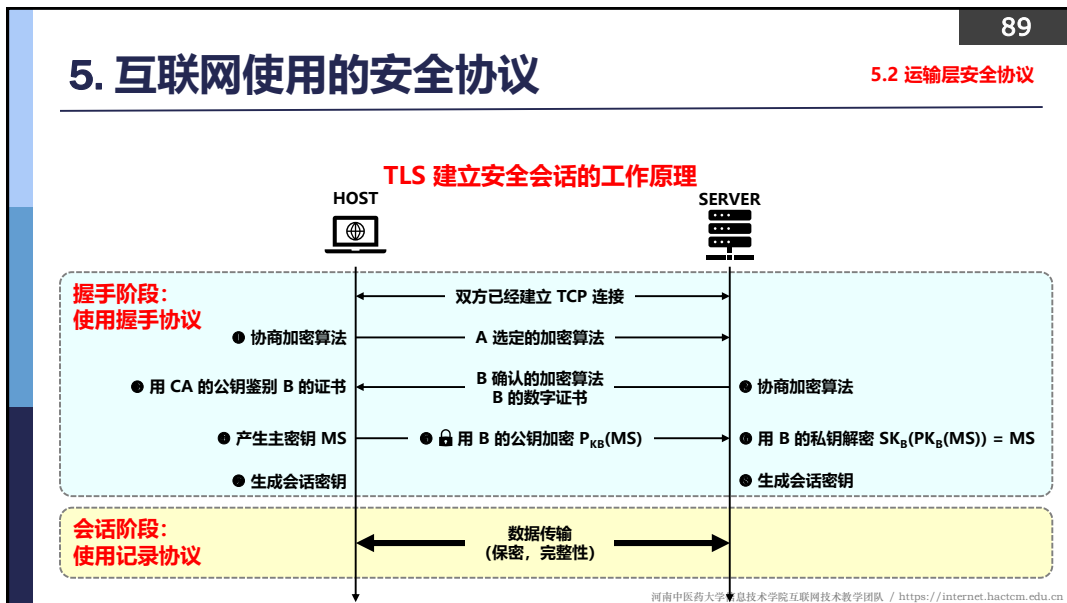 89
5. 互联网使用的安全协议
5.2 运输层安全协议
TLS 建立安全会话的工作原理
HOST
SERVER
握手阶段：
使用握手协议
双方已经建立 TCP 连接
协商加密算法
A 选定的加密算法
用 CA 的公钥鉴别 B 的证书
B 确认的加密算法
B 的数字证书
协商加密算法
产生主密钥 MS
用 B 的公钥加密 P_KB(MS)
用 B 的私钥解密 SK_B(PK_B(MS)) = MS
生成会话密钥
生成会话密钥
会话阶段：
使用记录协议
数据传输
(保密，完整性)
河南中医药大学信息技术学院互联网技术教学团队 / https://internet.hactcm.edu.cn